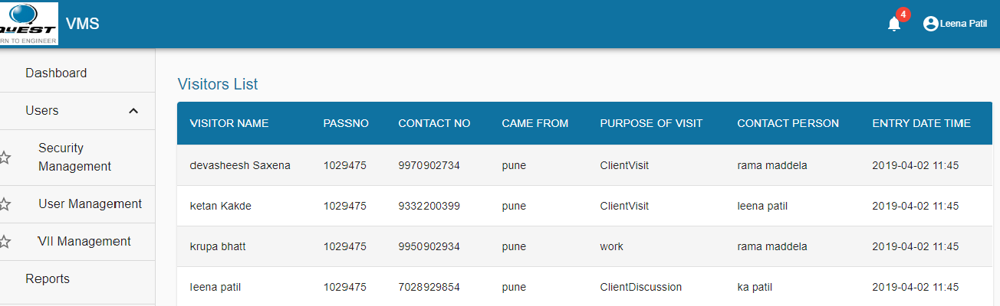 QUEST
RN TO ENGINEER
VMS
4
Leena Patil
Dashboard
Users
Security
Management
User Management
VII Management
Reports
Visitors List
VISITOR NAME PASSNO CONTACT NO CAME FROM PURPOSE OF VISIT CONTACT PERSON ENTRY DATE TIME
devasheesh Saxena 1029475 9970902734 pune ClientVisit rama maddela 2019-04-02 11:45
ketan Kakde 1029475 9332200399 pune ClientVisit leena patil 2019-04-02 11:45
krupa bhatt 1029475 9950902934 pune work rama maddela 2019-04-02 11:45
leena patil 1029475 7028929854 pune ClientDiscussion ka patil 2019-04-02 11:45